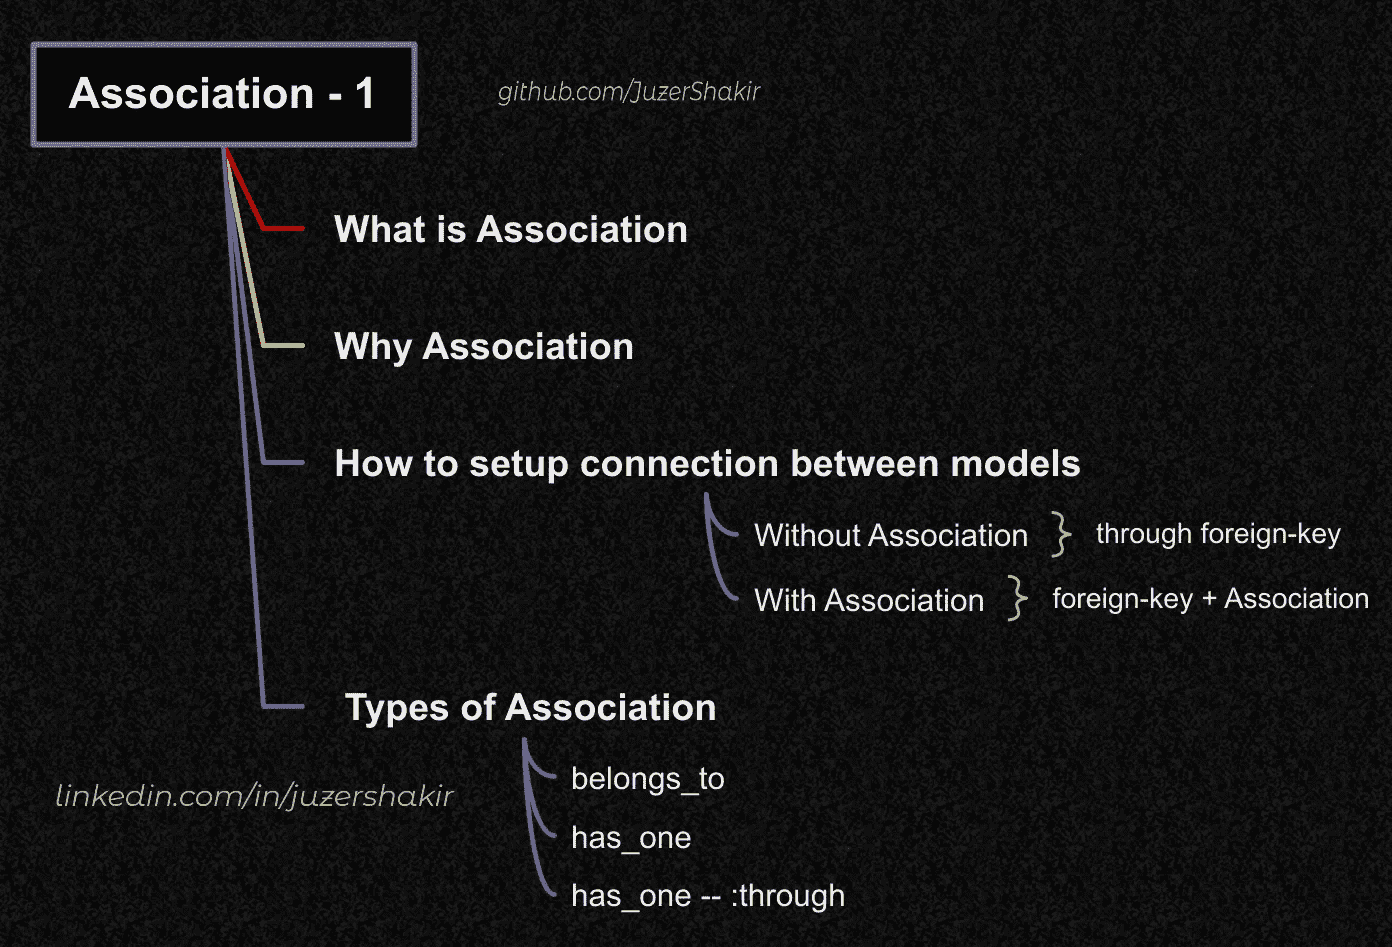 Association - 1
github.com/JuzerShakir
What is Association
Why Association
How to setup connection between models
Without Association } through foreign-key
With Association } foreign-key + Association
Types of Association
belongs_to
linkedin.com/in/juzershakir
has_one
has_one -- :through